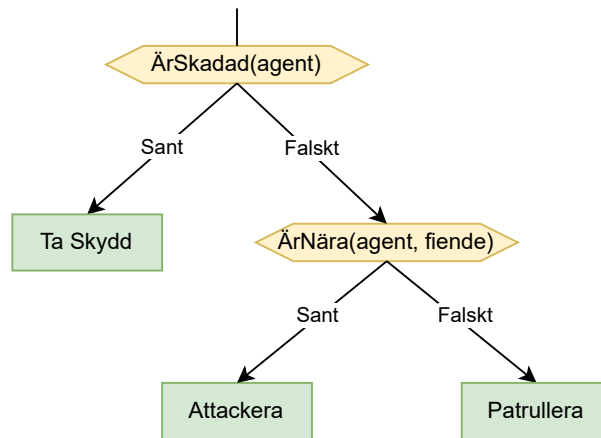 ÄrSkadad(agent)
Sant
Falskt
Ta Skydd
ÄrNära(agent, fiende)
Sant
Falskt
Attackera
Patrullera